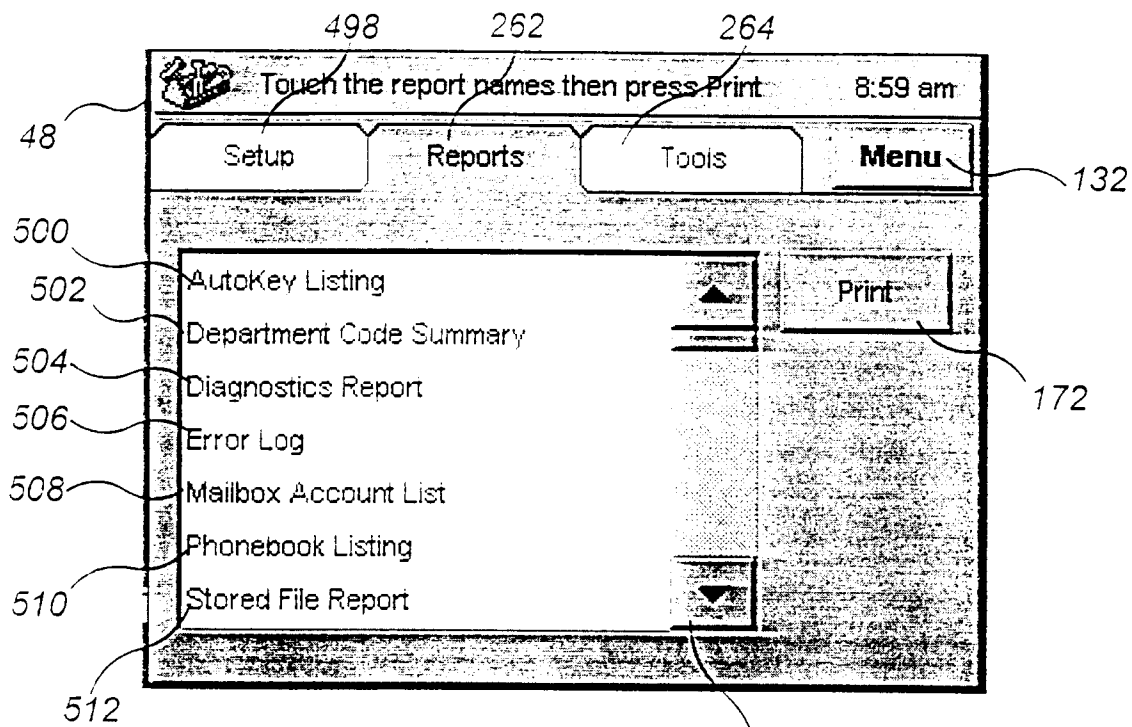 498 262 264
Touch the report names then press Print 8:59 am
48
Setup Reports Tools Menu
132
500
AutoKey Listing Print
502
Department Code Summary
504
Diagnostics Report
172
506
Error Log
508
Mailbox Account List
Phonebook Listing
510
Stored File Report
512